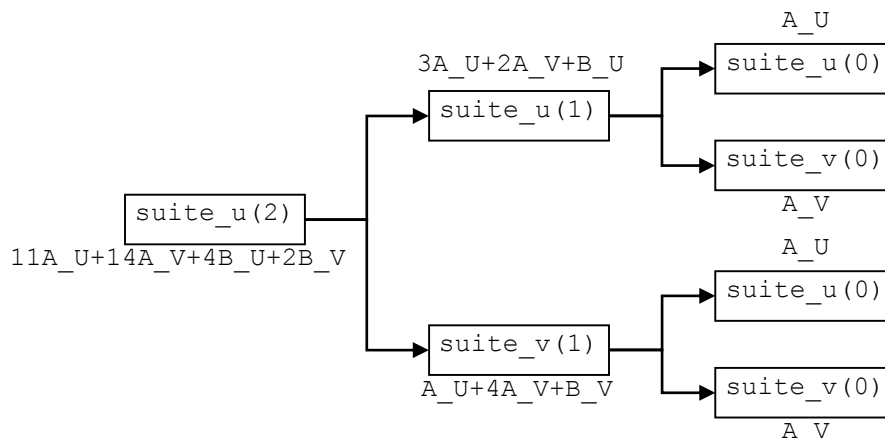 A_U
suite_u(0)
3A_U+2A_V+B_U
suite_u(1)
suite_v(0)
A_V
suite_u(2)
11A_U+14A_V+4B_U+2B_V
A_U
suite_u(0)
suite_v(1)
A_U+4A_V+B_V
suite_v(0)
A_V